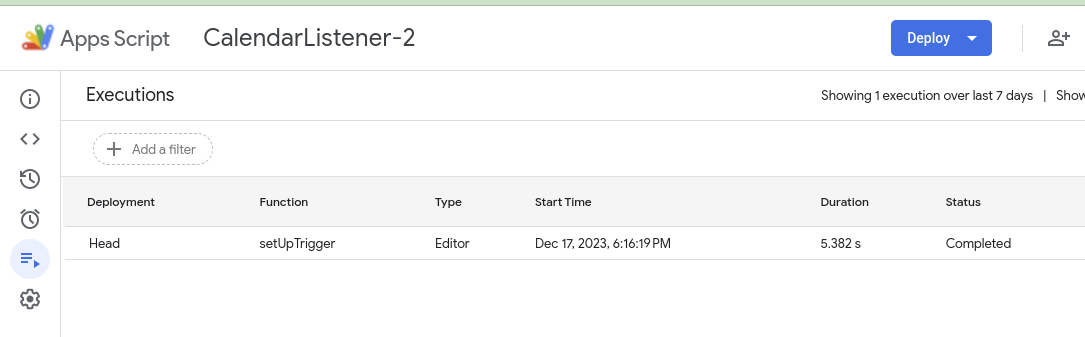 Apps Script CalendarListener-2 Deploy
Executions Showing 1 execution over last 7 days | Show
Add a filter
Deployment Function Type Start Time Duration Status
Head setUpTrigger Editor Dec 17, 2023, 6:16:19 PM 5.382 s Completed